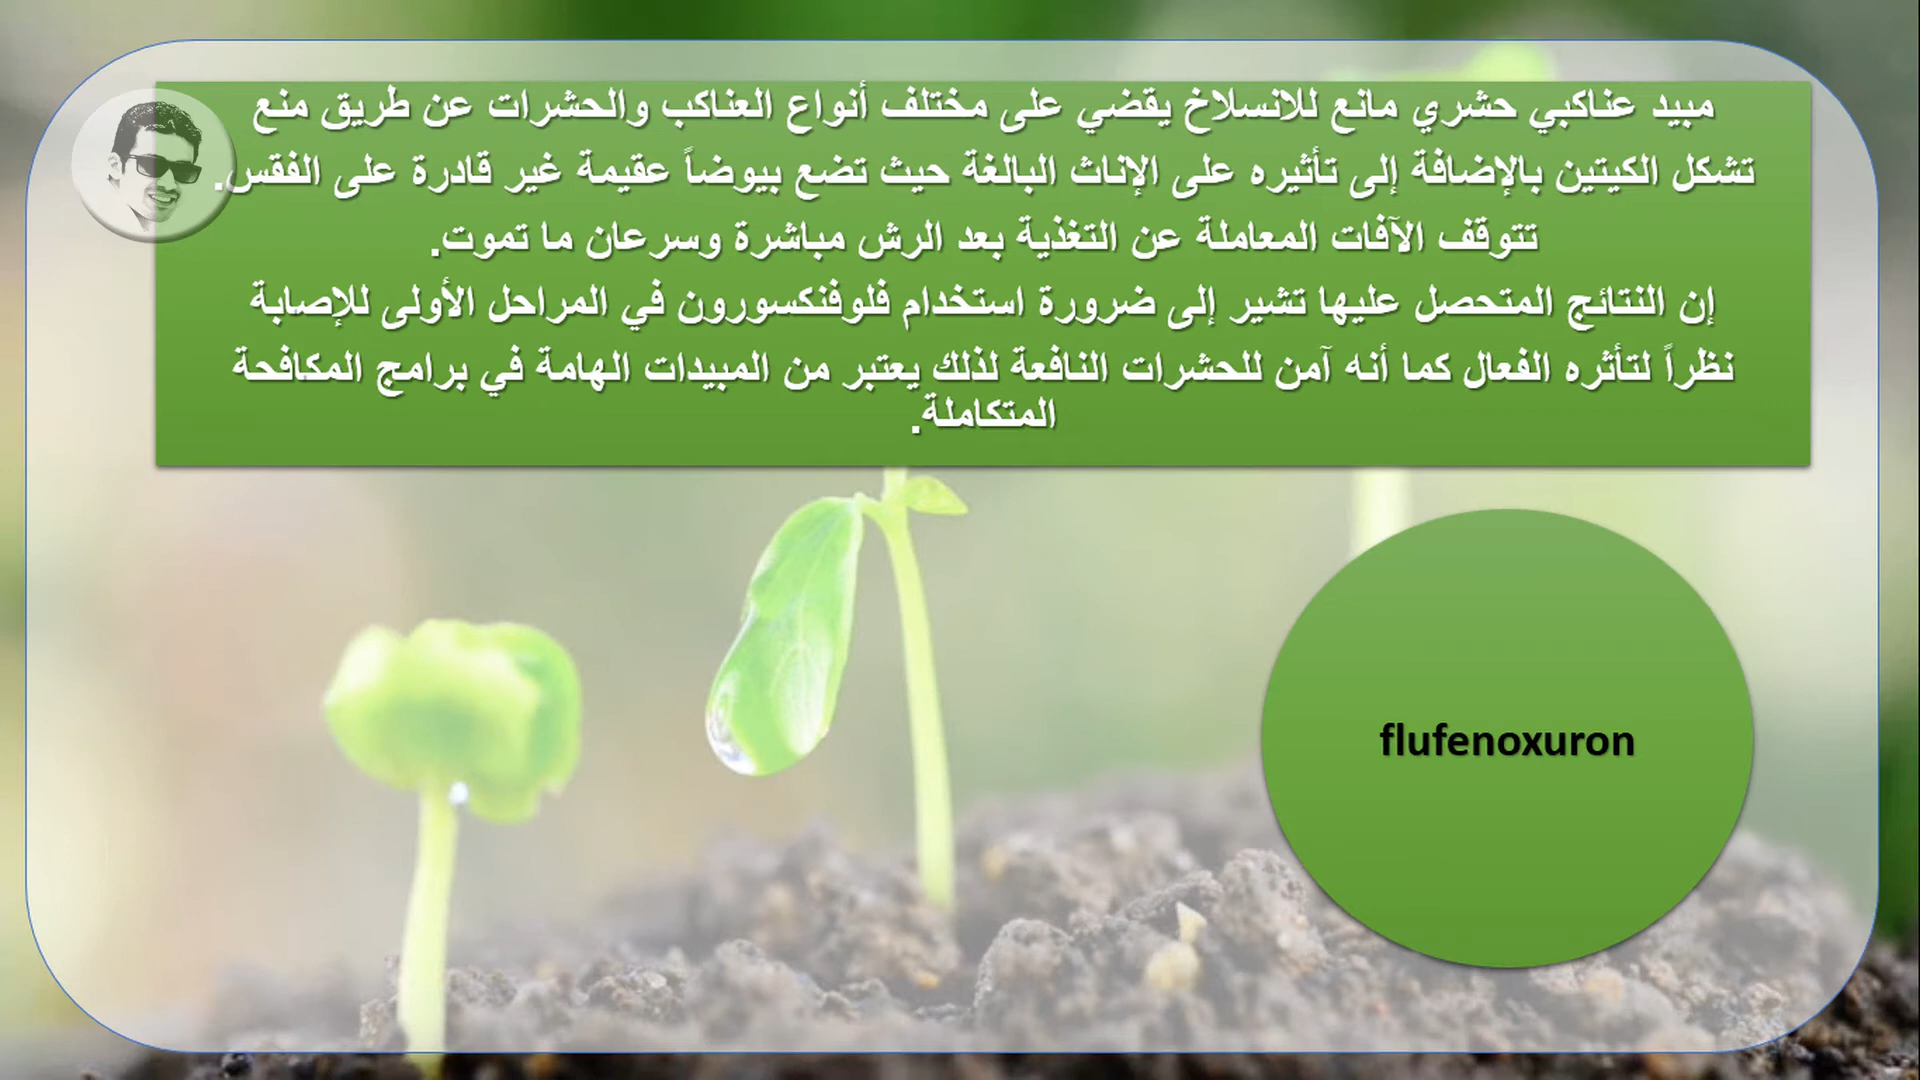 مبيد عناكبي حشري مانع للانسلاخ يقضي على مختلف أنواع العناكب والحشرات عن طريق منع
تشكل الكيتين بالإضافة إلى تأثيره على الإناث البالغة حيث تضع بيوضاً عقيمة غير قادرة على الفقس.
تتوقف الآفات المعاملة عن التغذية بعد الرش مباشرة وسرعان ما تموت.
إن النتائج المتحصل عليها تشير إلى ضرورة استخدام فلوفنكسورون في المراحل الأولى للإصابة
نظراً لتأثره الفعال كما أنه آمن للحشرات النافعة لذلك يعتبر من المبيدات الهامة في برامج المكافحة
المتكاملة.
flufenoxuron